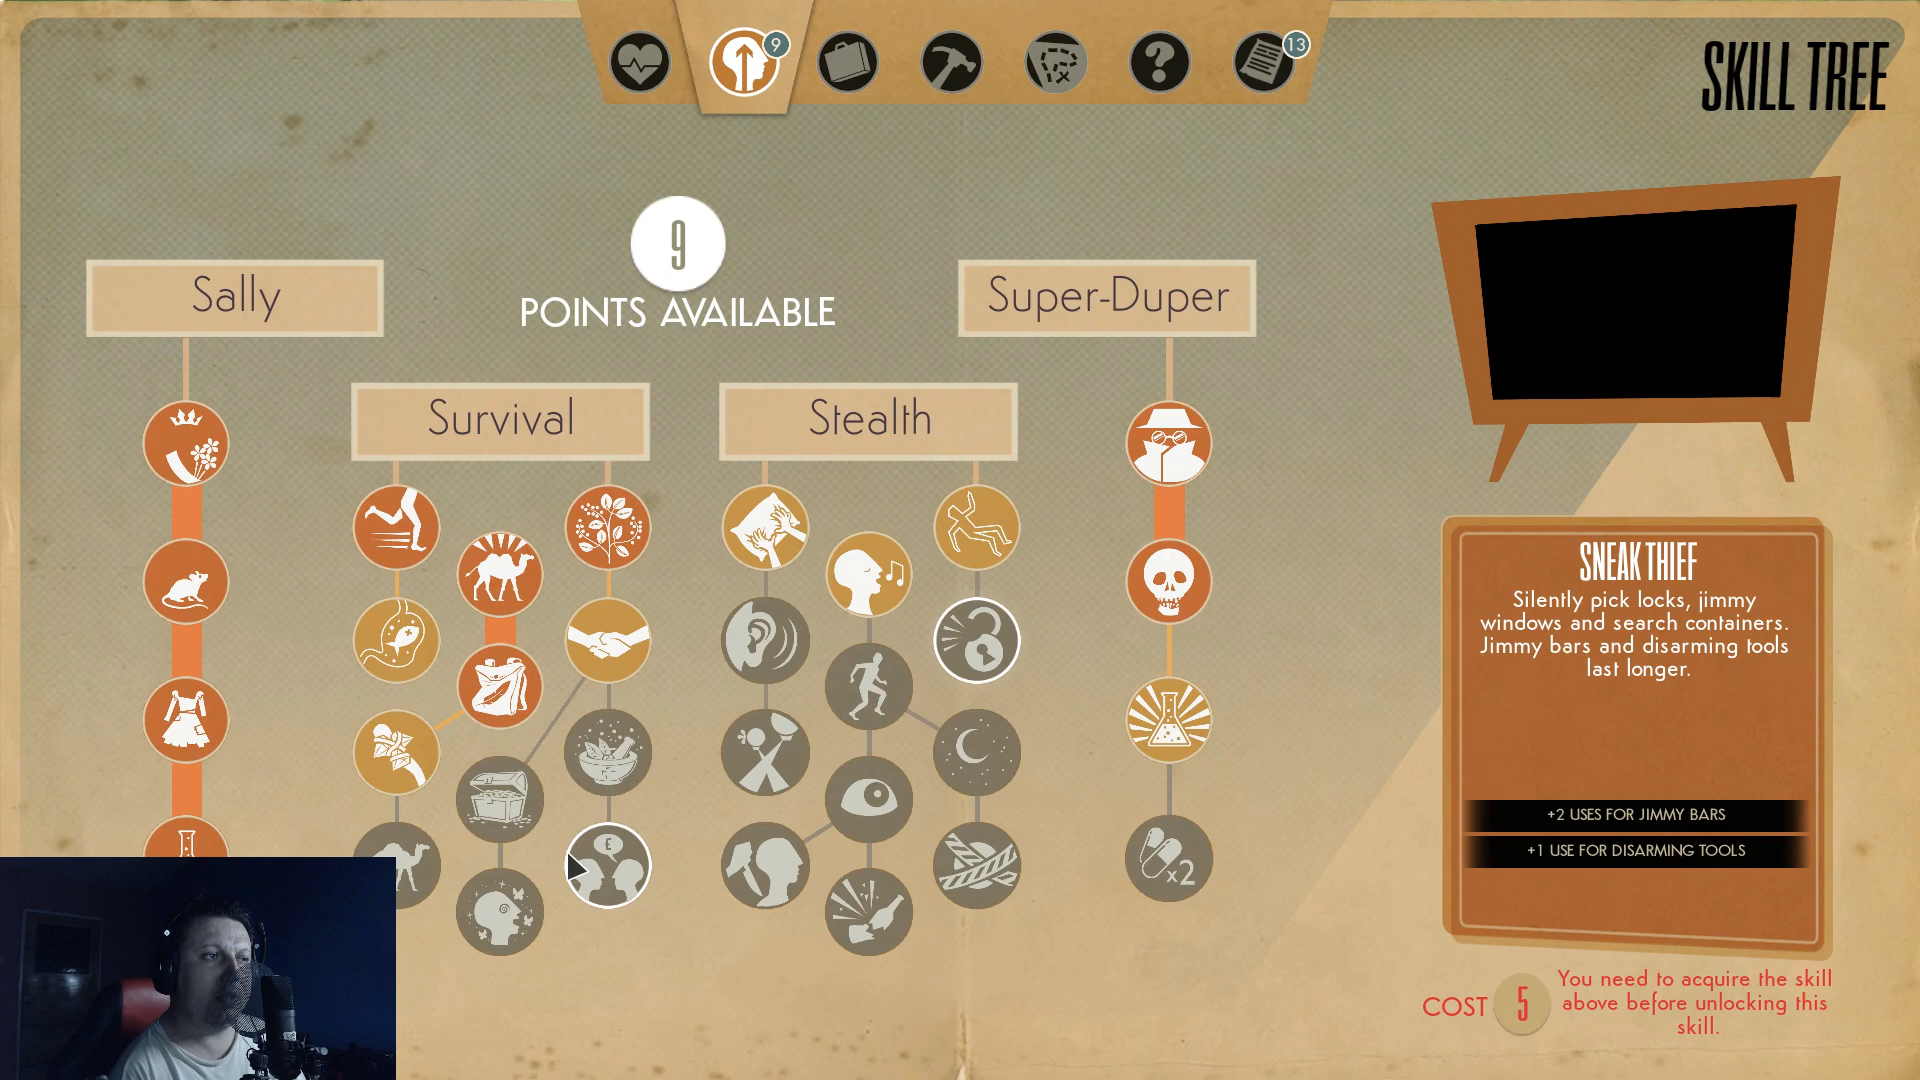 9
13
SKILL TREE
9
POINTS AVAILABLE
Sally
Super-Duper
Survival
Stealth
£
x2
SNEAK THIEF
Silently pick locks, jimmy
windows and search containers.
Jimmy bars and disarming tools
last longer.
+2 USES FOR JIMMY BARS
+1 USE FOR DISARMING TOOLS
COST 5
You need to acquire the skill
above before unlocking this
skill.